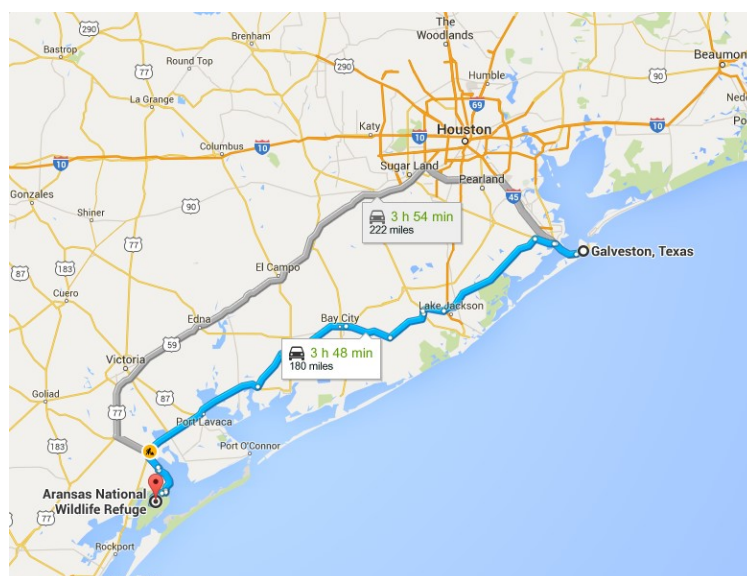 The
Woodlands
290
Bastrop
Brenham
Round Top
77
290
Humble
Beaumont
La Grange
90
69
Katy
10
Houston
Columbus
10
10
10
Sugar Land
Pearland
Gonzales
90
45
Shiner
3 h 54 min
222 miles
77
Galveston, Texas
87
183
El Campo
Cuero
Lake Jackson
Edna
Bay City
59
3 h 48 min
180 miles
Victoria
Goliad
77
87
Port Lavaca
183
Port O'Connor
Aransas National
Wildlife Refuge
77
Rockport